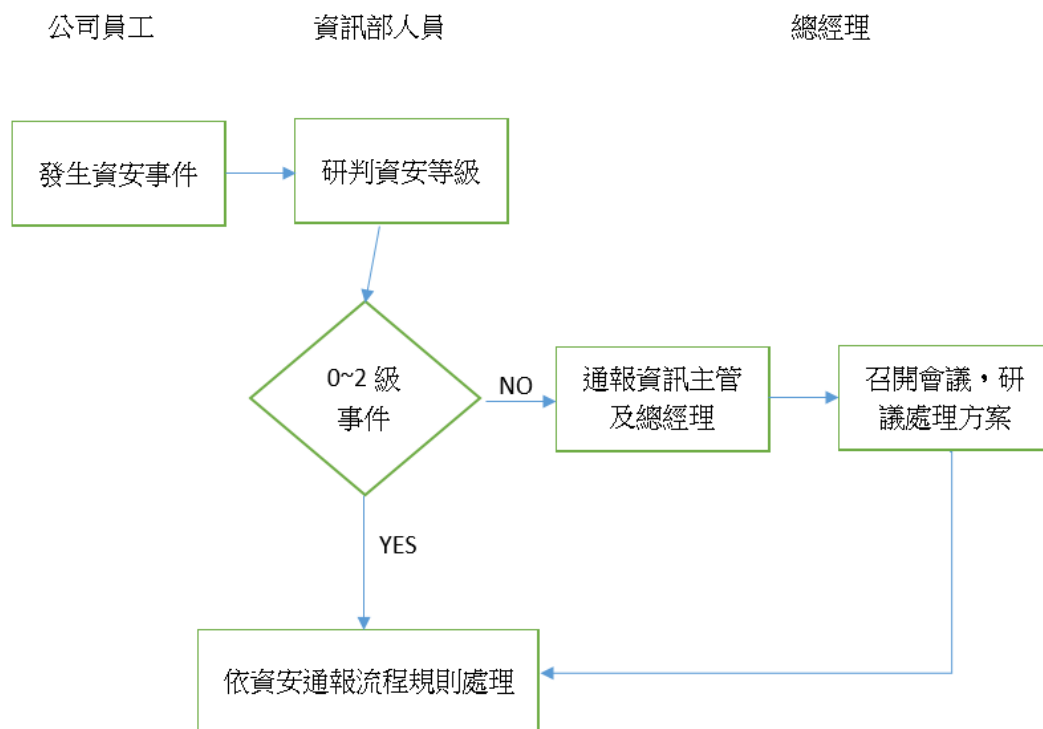 公司員工
資訊部人員
總經理
發生資安事件
研判資安等級
0~2 級
事件
NO
通報資訊主管
及總經理
召開會議，研
議處理方案
YES
依資安通報流程規則處理